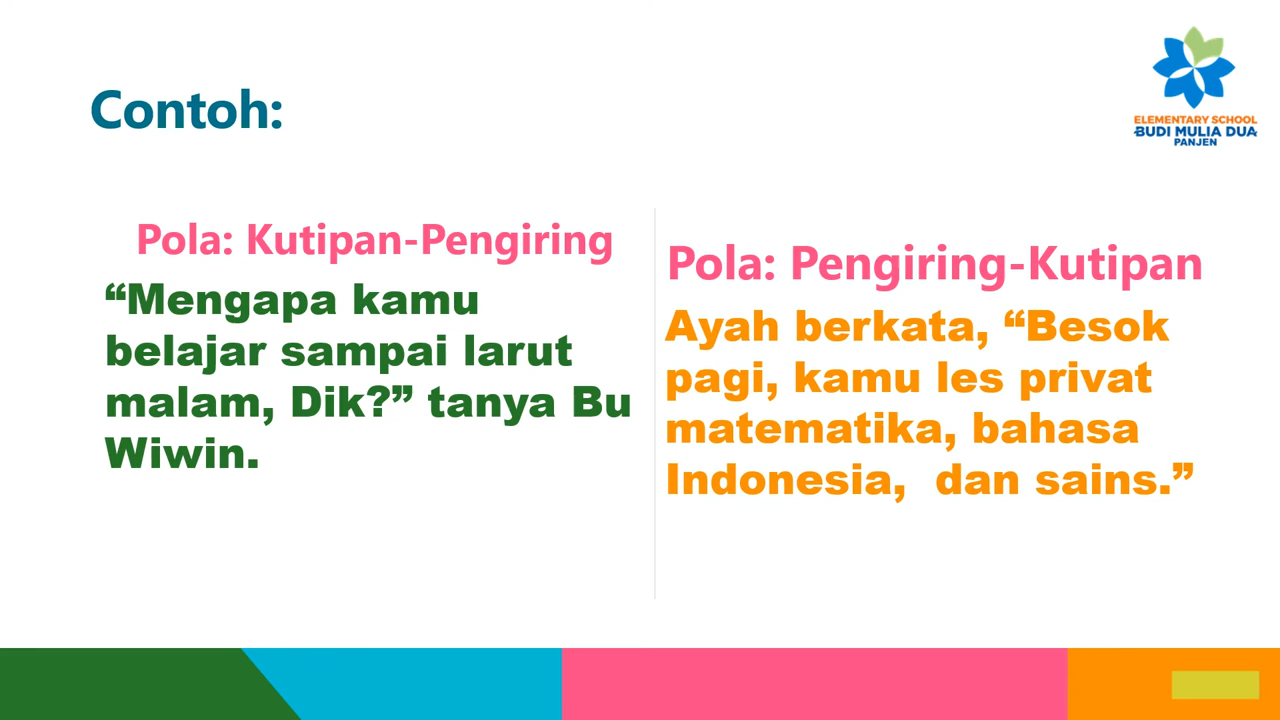 Contoh:
ELEMENTARY SCHOOL
BUDI MULIA DUA
PANJEN
Pola: Kutipan-Pengiring
“Mengapa kamu
belajar sampai larut
malam, Dik?” tanya Bu
Wiwin.
Pola: Pengiring-Kutipan
Ayah berkata, “Besok
pagi, kamu les privat
matematika, bahasa
Indonesia,  dan sains.”